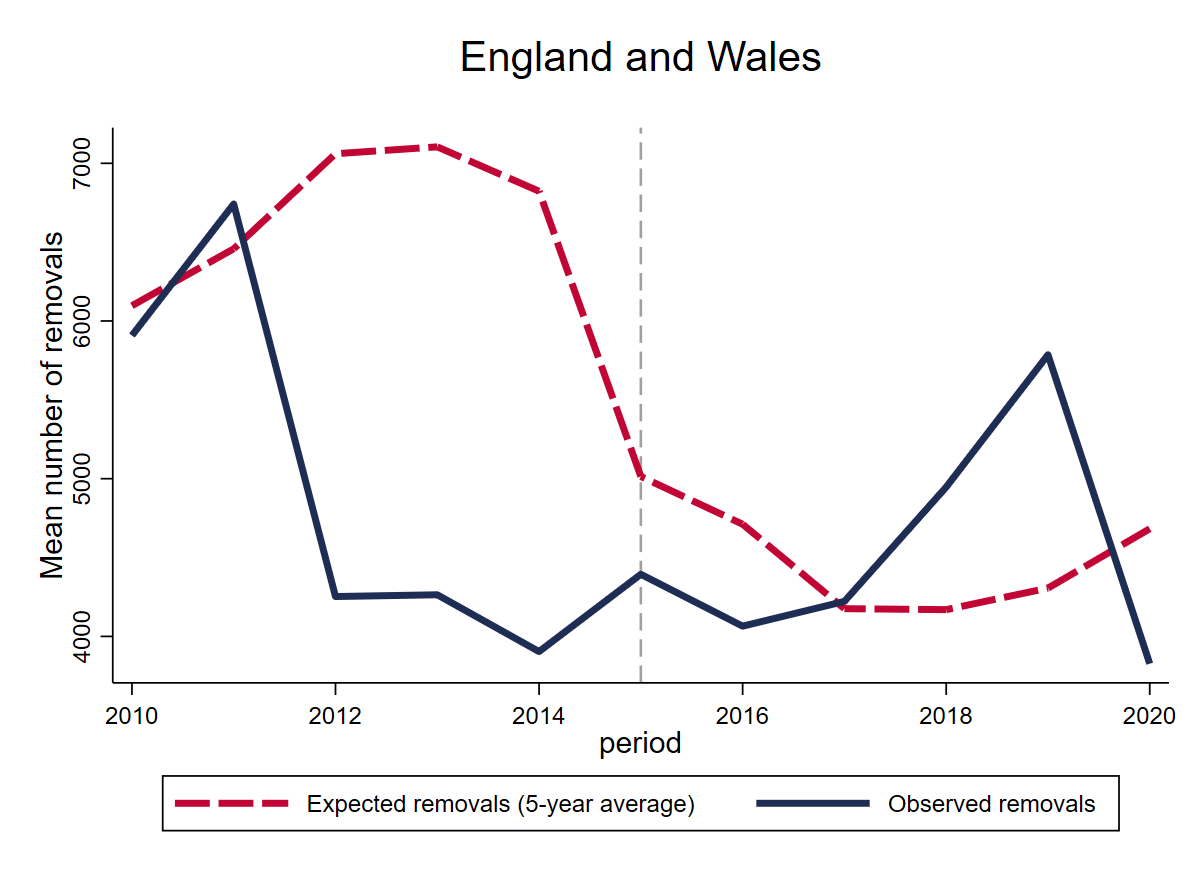 England and Wales
Mean number of removals
7000
6000
5000
4000
2010 2012 2014 2016 2018 2020
period
Expected removals (5-year average) Observed removals